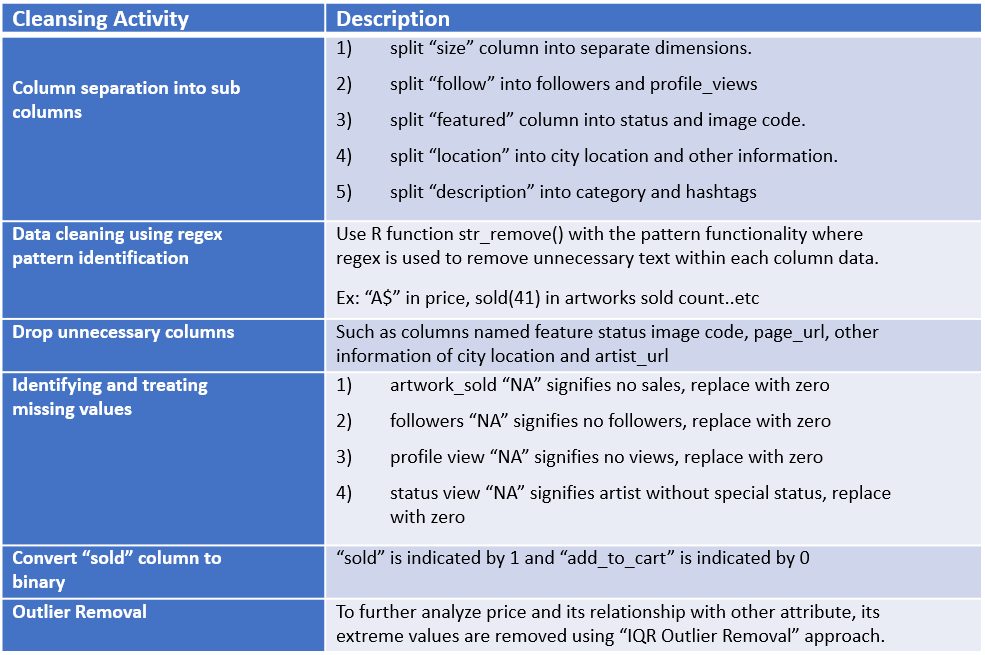 Cleansing Activity
Description
Column separation into sub
columns
1) split “size” column into separate dimensions.
2) split “follow” into followers and profile_views
3) split “featured” column into status and image code.
4) split “location” into city location and other information.
5) split “description” into category and hashtags
Data cleaning using regex
pattern identification
Use R function str_remove() with the pattern functionality where
regex is used to remove unnecessary text within each column data.
Ex: “A$” in price, sold(41) in artworks sold count..etc
Drop unnecessary columns
Such as columns named feature status image code, page_url, other
information of city location and artist_url
Identifying and treating
missing values
1) artwork_sold “NA” signifies no sales, replace with zero
2) followers “NA” signifies no followers, replace with zero
3) profile view “NA” signifies no views, replace with zero
4) status view “NA” signifies artist without special status, replace
with zero
Convert “sold” column to
binary
“sold” is indicated by 1 and “add_to_cart” is indicated by 0
Outlier Removal
To further analyze price and its relationship with other attribute, its
extreme values are removed using “IQR Outlier Removal” approach.